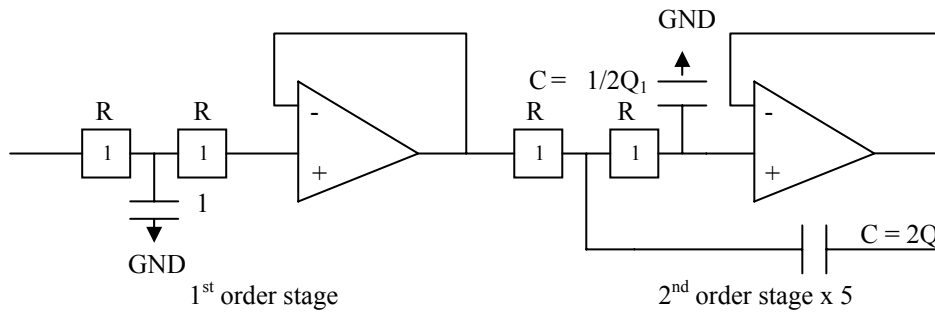 GND
C = 1/2Q₁
R R R R
1 1 - 1 1 -
+ +
1
C = 2Q
GND
1st order stage 2nd order stage x 5